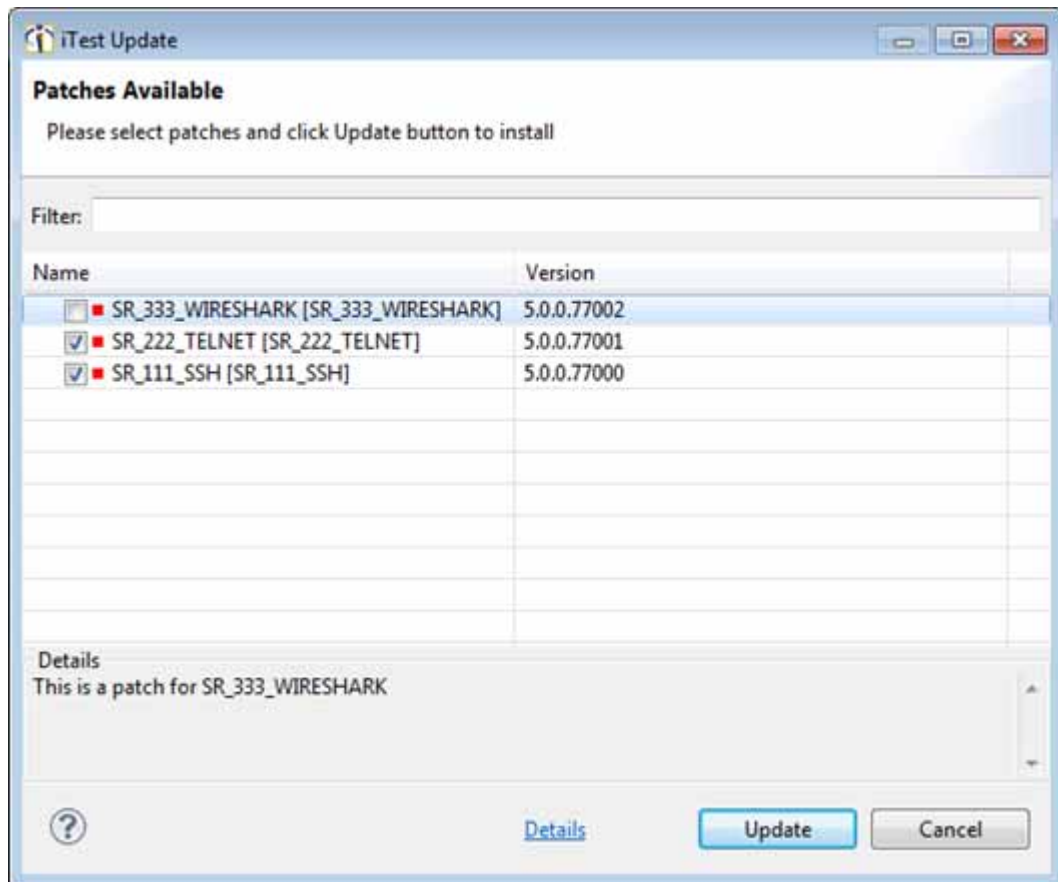 iTest Update
Patches Available
Please select patches and click Update button to install
Filter:
Name Version
SR_333_WIRESHARK [SR_333_WIRESHARK] 5.0.0.77002
SR_222_TELNET [SR_222_TELNET] 5.0.0.77001
SR_111_SSH [SR_111_SSH] 5.0.0.77000
Details
This is a patch for SR_333_WIRESHARK
? Details Update Cancel